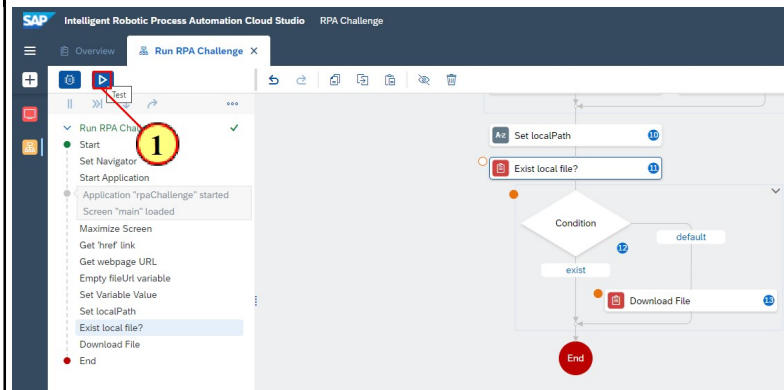 SAP Intelligent Robotic Process Automation Cloud Studio RPA Challenge
Overview Run RPA Challenge
Test
1
Run RPA Cha
Start
Set Navigator
Start Application
Application "rpaChallenge" started
Screen "main" loaded
Maximize Screen
Get 'href' link
Get webpage URL
Empty fileUrl variable
Set Variable Value
Set localPath
Exist local file?
Download File
End
A-Z Set localPath 10
Exist local file? 11
Condition
12
default
exist
Download File 13
End